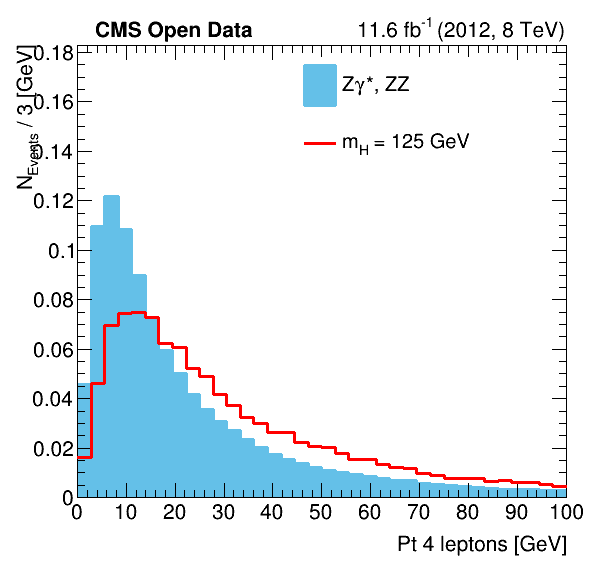 CMS Open Data
11.6 fb⁻¹ (2012, 8 TeV)
N_Events / 3 [GeV]
0.18
0.16
0.14
0.12
0.1
0.08
0.06
0.04
0.02
0
Zγ*, ZZ
m_H = 125 GeV
0 10 20 30 40 50 60 70 80 90 100
Pt 4 leptons [GeV]